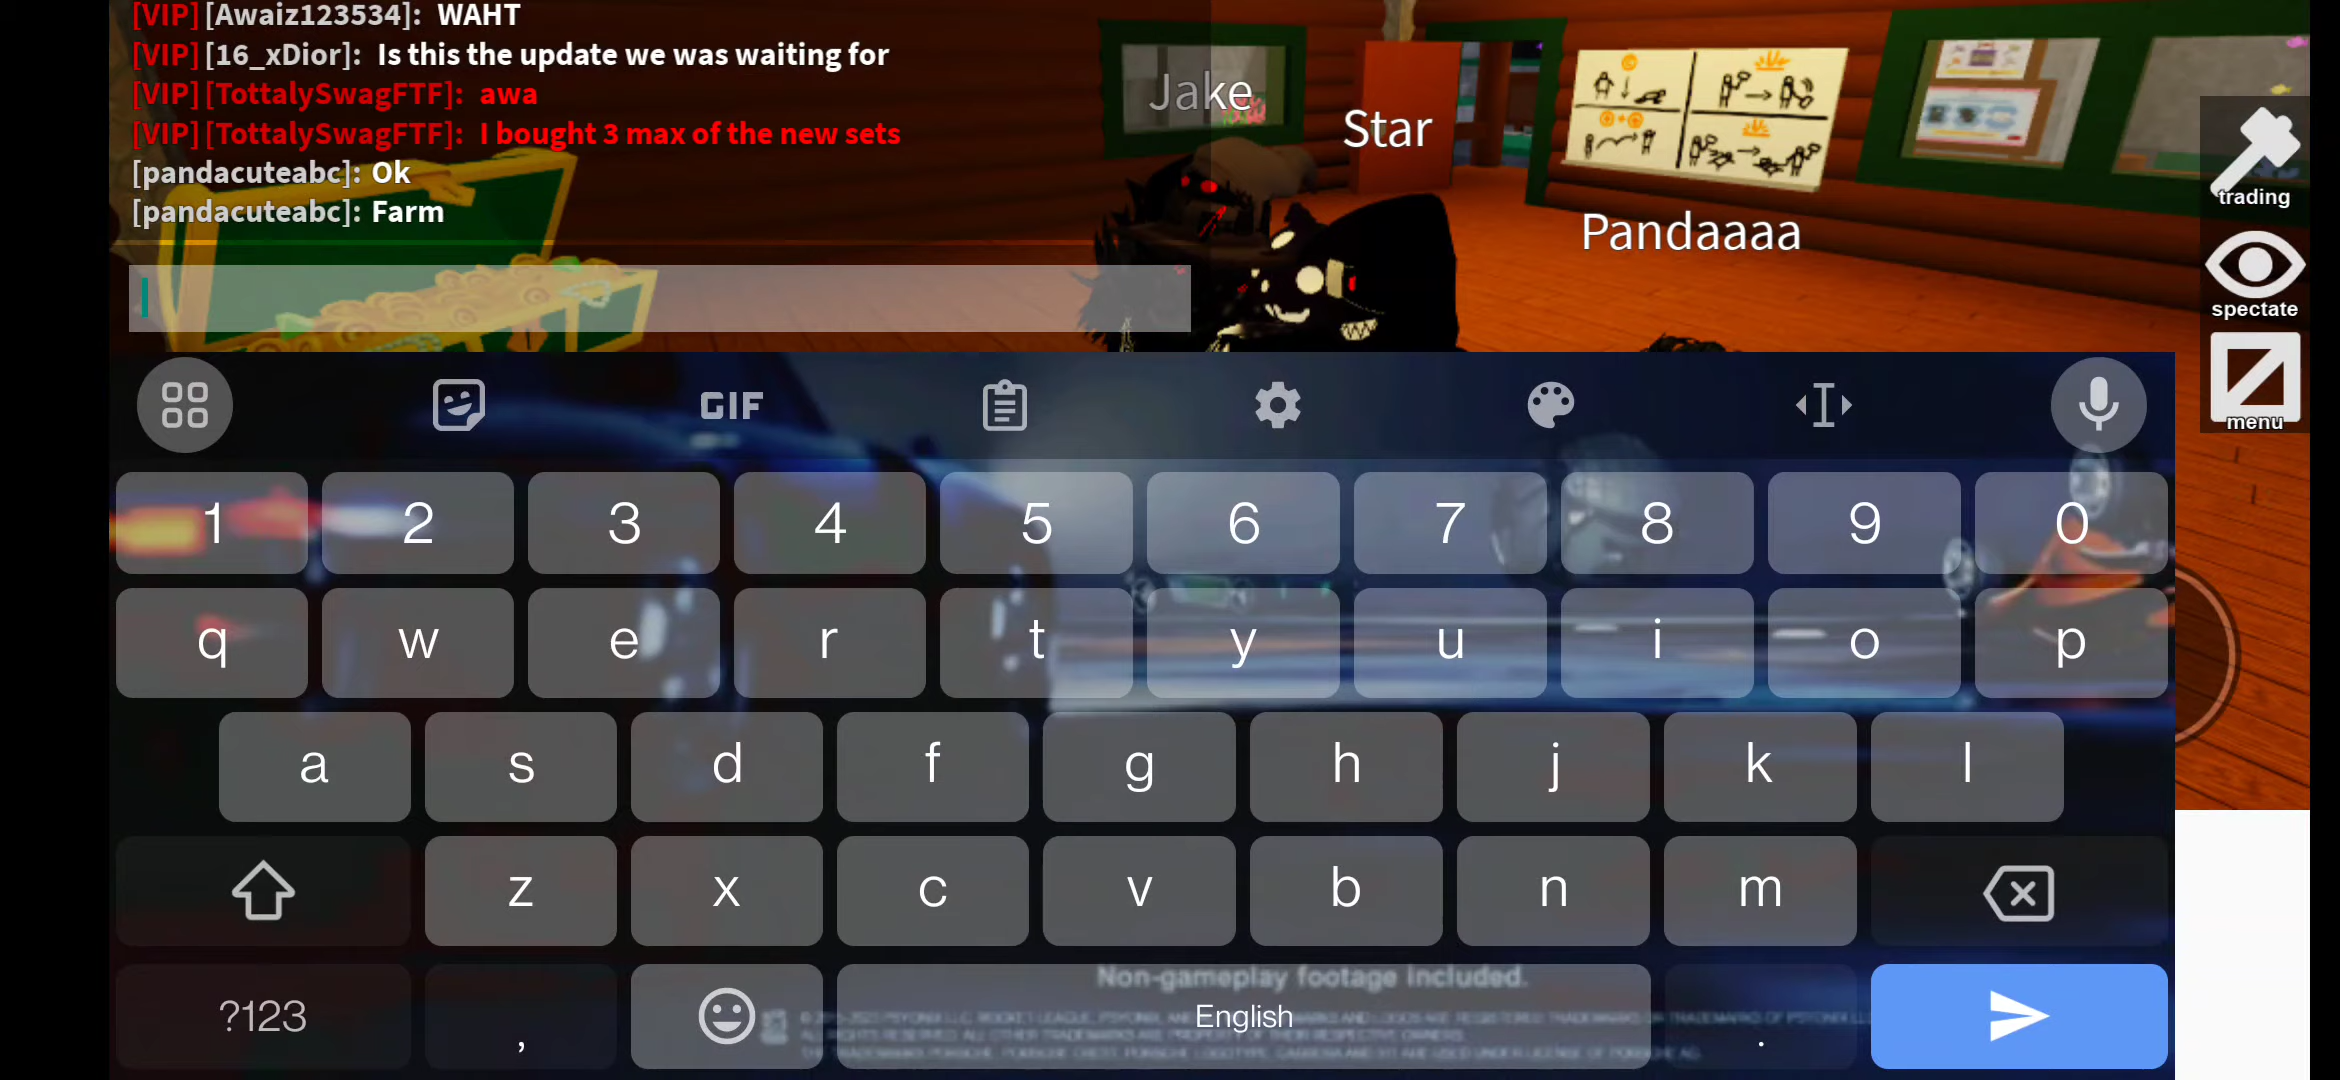 [VIP] [Awaiz123534]: WAHT
[VIP] [16_xDior]: Is this the update we was waiting for
[VIP] [TottalySwagFTF]: awa
[VIP] [TottalySwagFTF]: I bought 3 max of the new sets
[pandacuteabc]: Ok
[pandacuteabc]: Farm
Jake
Star
Pandaaaa
trading
spectate
menu
GIF
1 2 3 4 5 6 7 8 9 0
q w e r t y u i o p
a s d f g h j k l
z x c v b n m
Non-gameplay footage included.
?123 , English .